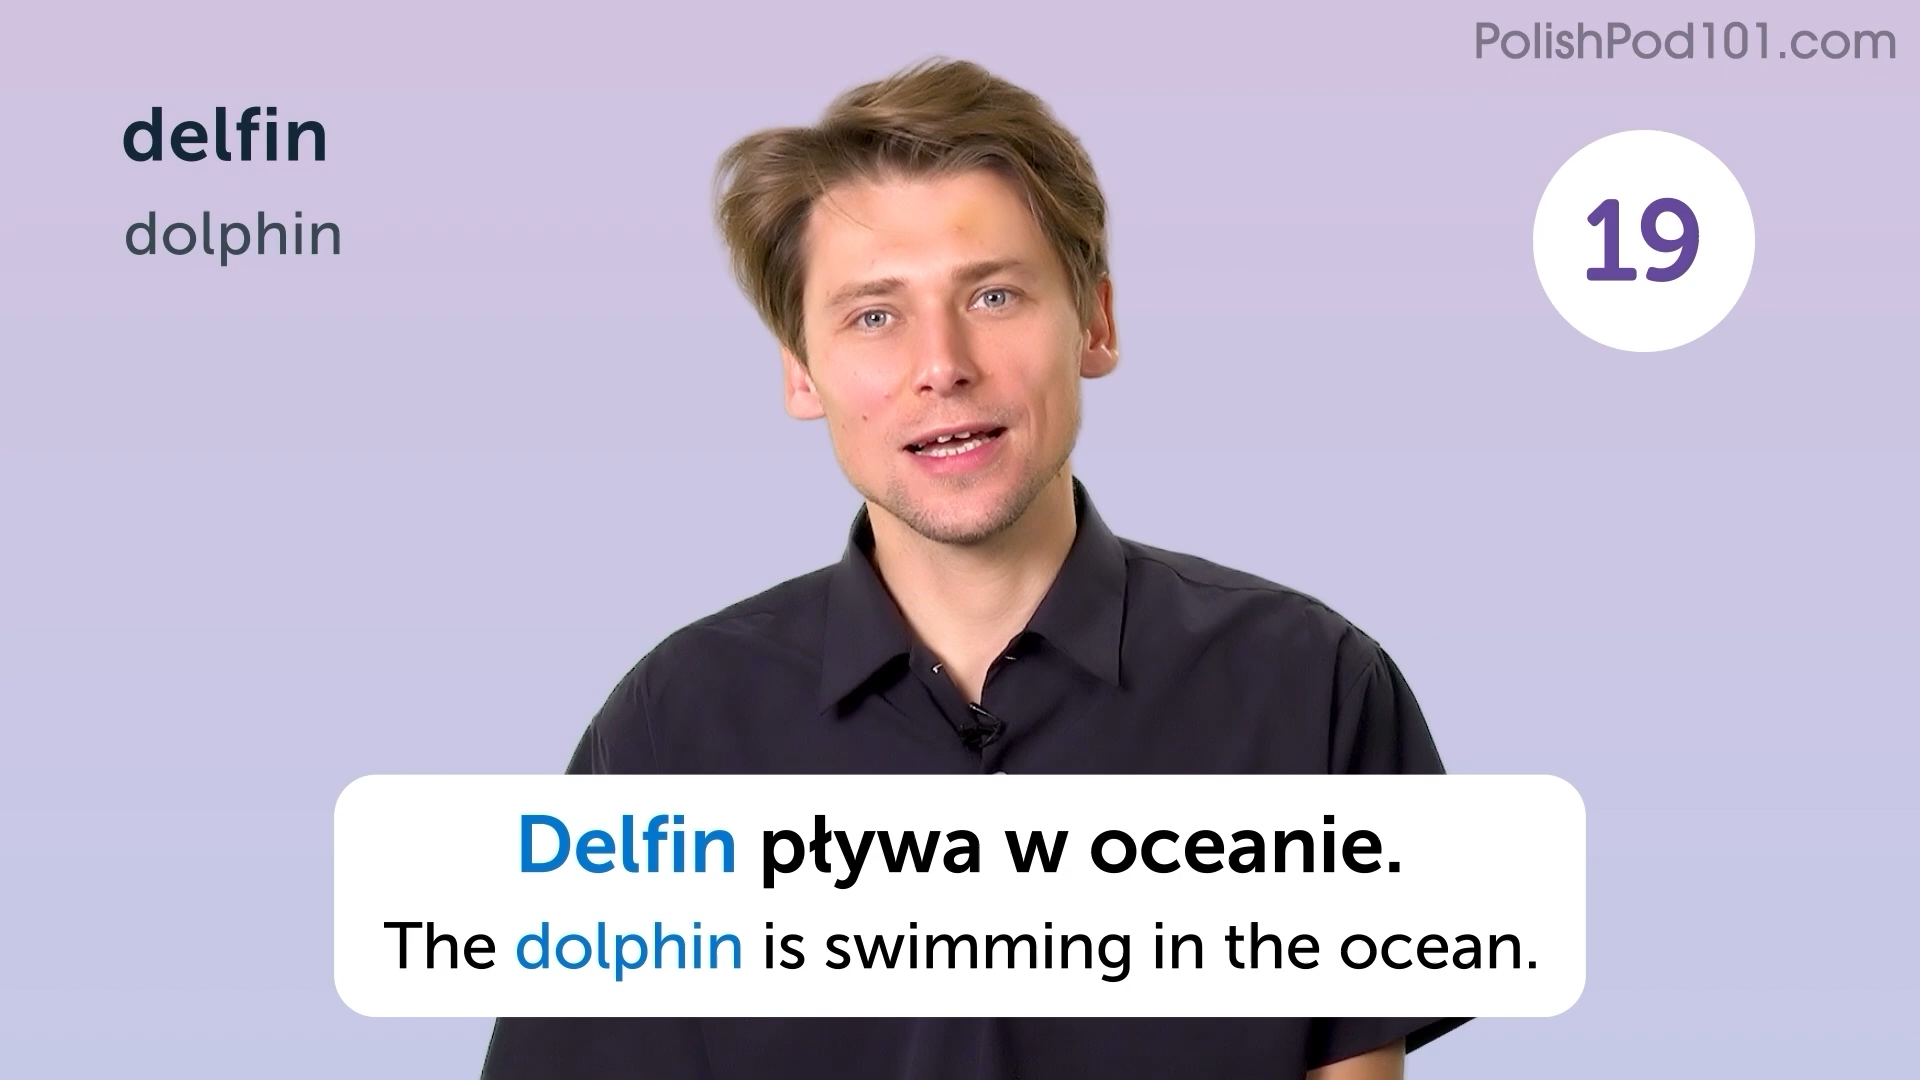 PolishPod101.com
delfin
dolphin
19
Delfin pływa w oceanie.
The dolphin is swimming in the ocean.